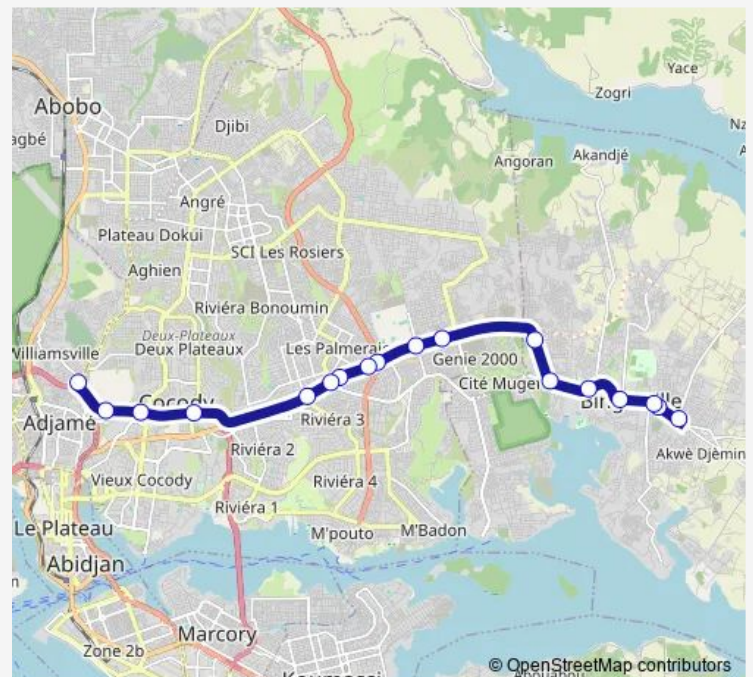 Yace
Zogri
Abobo
Djibi
agbé
Angoran
Akandjé
Angré
Plateau Dokui
SCI Les Rosiers
Aghien
Riviéra Bonoumin
Deux-Plateaux
Deux Plateaux
Les Palmerai
Williamsville
Genie 2000
Cité Muge
Cocody
Adjamé
Riviéra 3
Riviéra 2
Akwè Djèmin
Vieux Cocody
Riviéra 4
Riviéra 1
Le Plateau
M'pouto
M'Badon
Abidjan
Marcory
Zone 2b
© OpenStreetMap contributors